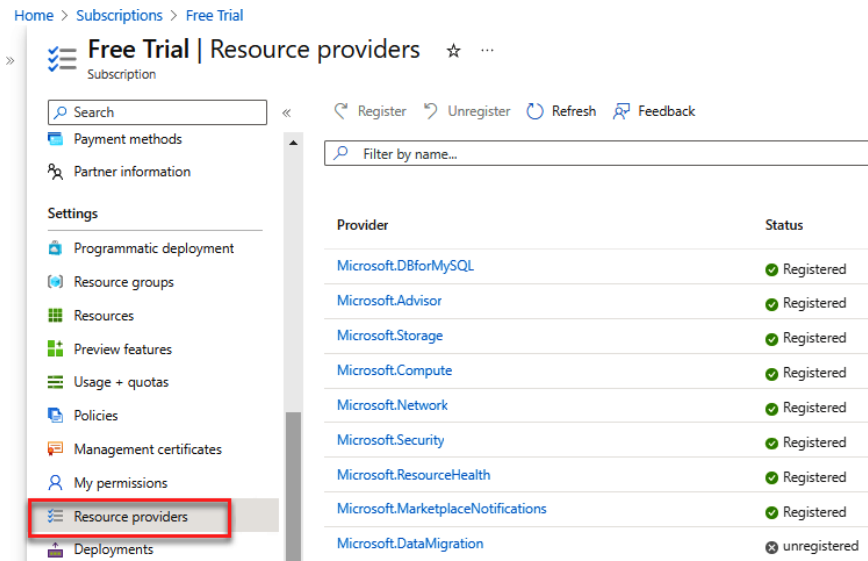 Home > Subscriptions > Free Trial
Free Trial | Resource providers
Subscription
Search
Payment methods
Partner information
Settings
Programmatic deployment
Resource groups
Resources
Preview features
Usage + quotas
Policies
Management certificates
My permissions
Resource providers
Deployments
Register Unregister Refresh Feedback
Filter by name...
Provider Status
Microsoft.DBforMySQL Registered
Microsoft.Advisor Registered
Microsoft.Storage Registered
Microsoft.Compute Registered
Microsoft.Network Registered
Microsoft.Security Registered
Microsoft.ResourceHealth Registered
Microsoft.MarketplaceNotifications Registered
Microsoft.DataMigration unregistered